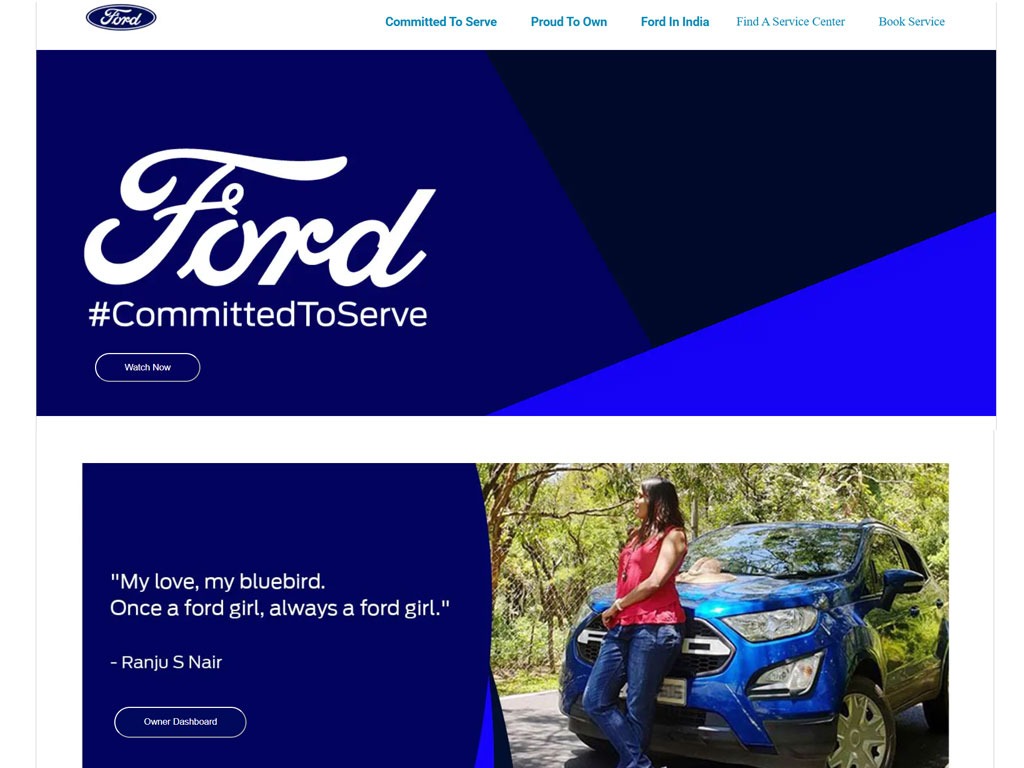 Ford
Committed To Serve
Proud To Own
Ford In India
Find A Service Center
Book Service
Ford
#CommittedToServe
Watch Now
"My love, my bluebird.
Once a ford girl, always a ford girl."
- Ranju S Nair
Owner Dashboard